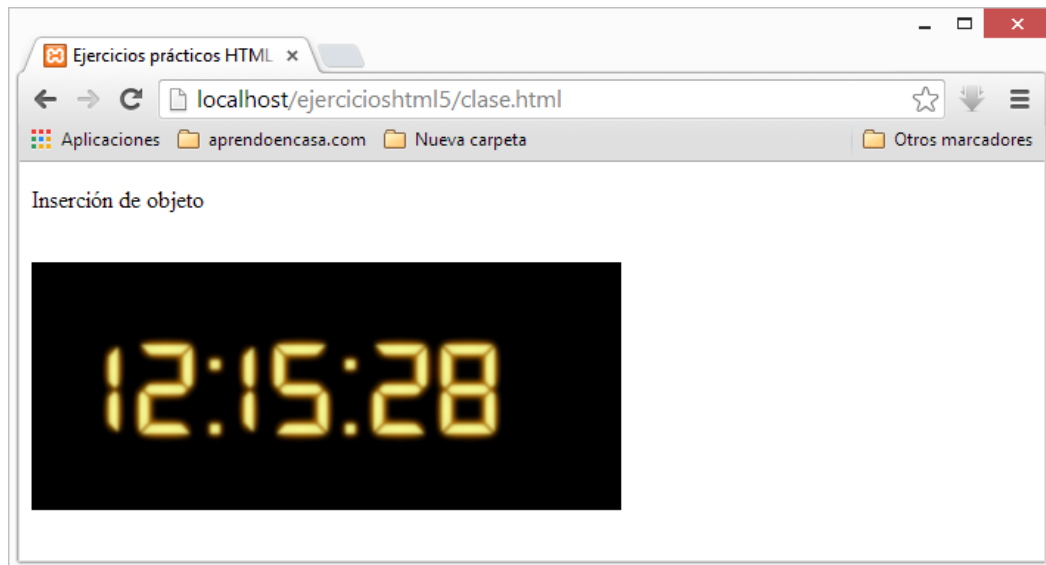 Ejercicios prácticos HTML
localhost/ejercicioshtml5/clase.html
Aplicaciones aprendoencasa.com Nueva carpeta Otros marcadores
Inserción de objeto
12:15:28